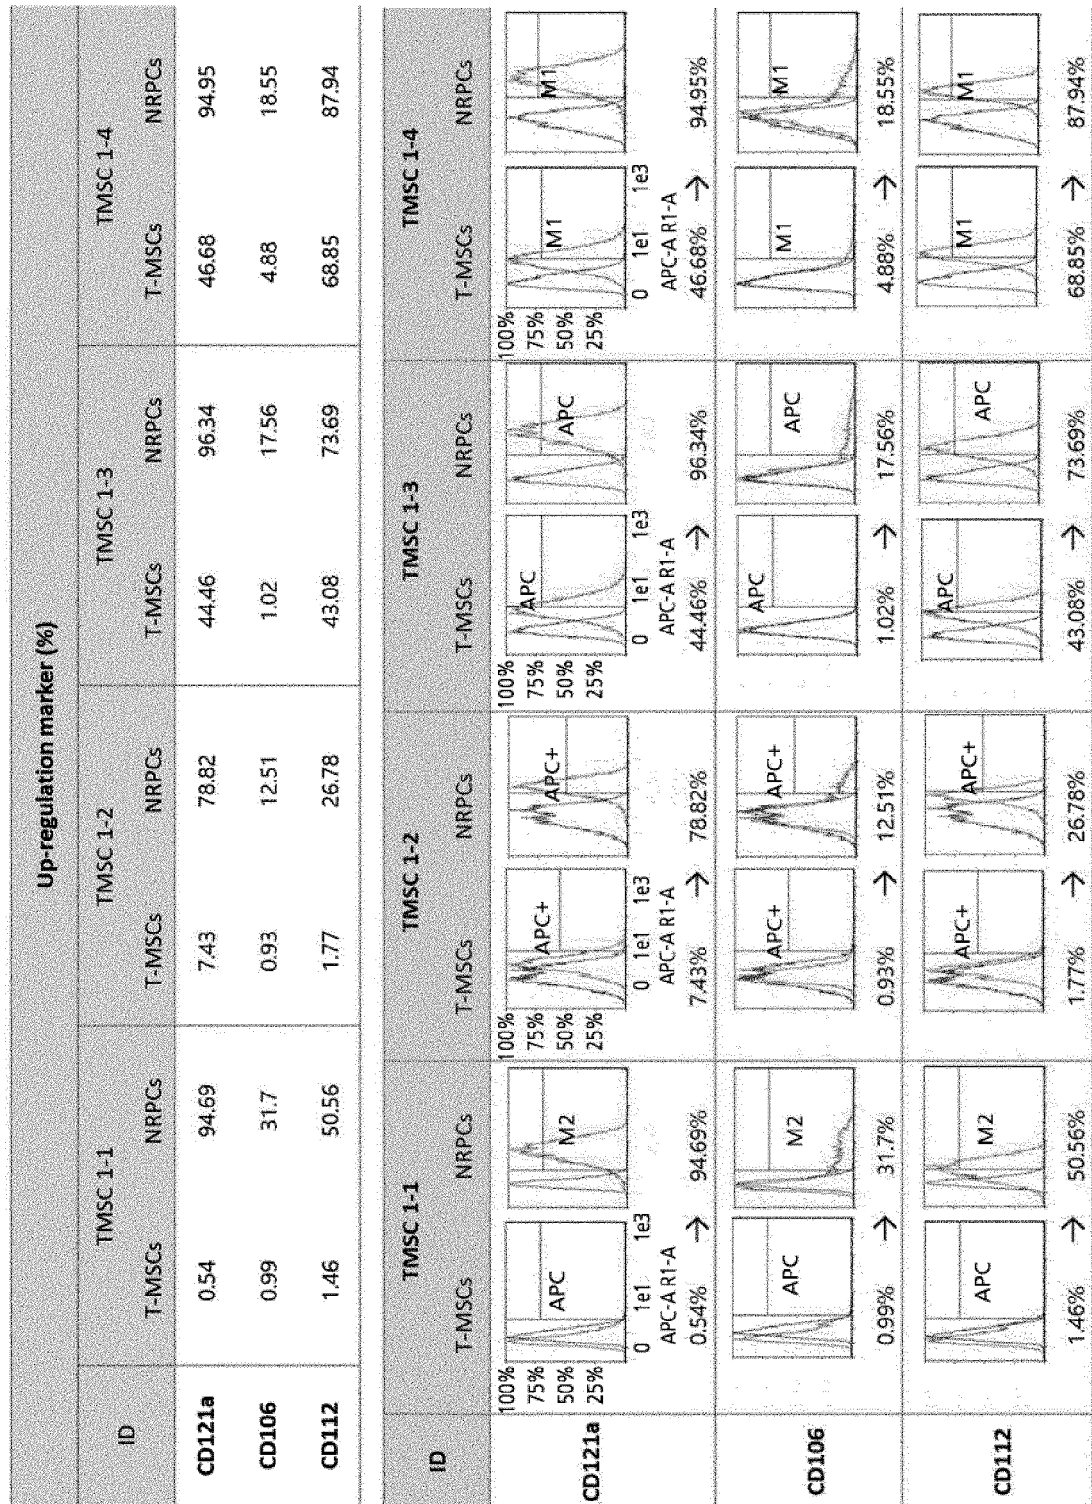 Up-regulation marker (%)
ID TMSC 1-1 TMSC 1-2 TMSC 1-3 TMSC 1-4
T-MSCs NRPCs T-MSCs NRPCs T-MSCs NRPCs T-MSCs NRPCs
CD121a 0.54 94.69 7.43 78.82 44.46 96.34 46.68 94.95
CD106 0.99 31.7 0.93 12.51 1.02 17.56 4.88 18.55
CD112 1.46 50.56 1.77 26.78 43.08 73.69 68.85 87.94
ID TMSC 1-1 TMSC 1-2 TMSC 1-3 TMSC 1-4
T-MSCs NRPCs T-MSCs NRPCs T-MSCs NRPCs T-MSCs NRPCs
CD121a
100% 100% 100% 100%
75% 75% 75% 75%
50% 50% 50% 50%
25% 25% 25% 25%
APC M2 APC+ APC+ APC APC M1 M1
0 1e1 1e3 0 1e1 1e3 0 1e1 1e3 0 1e1 1e3
APC-A R1-A APC-A R1-A APC-A R1-A APC-A R1-A
0.54% → 94.69% 7.43% → 78.82% 44.46% → 96.34% 46.68% → 94.95%
CD106
APC M2 APC+ APC+ APC APC M1 M1
0.99% → 31.7% 0.93% → 12.51% 1.02% → 17.56% 4.88% → 18.55%
CD112
APC M2 APC+ APC+ APC APC M1 M1
1.46% → 50.56% 1.77% → 26.78% 43.08% → 73.69% 68.85% → 87.94%